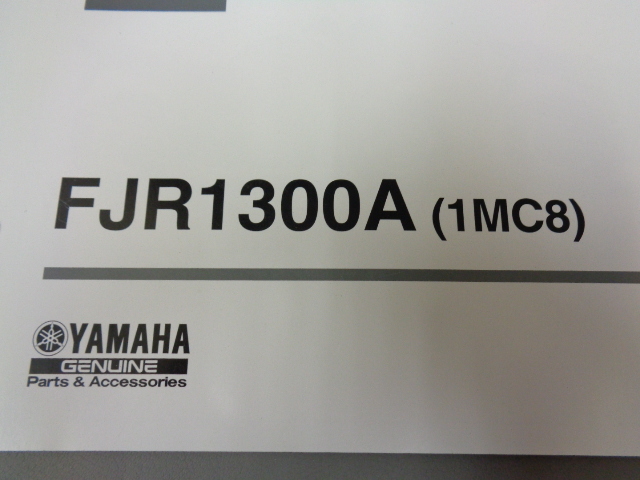 FJR1300A (1MC8)
YAMAHA
GENUINE
Parts & Accessories